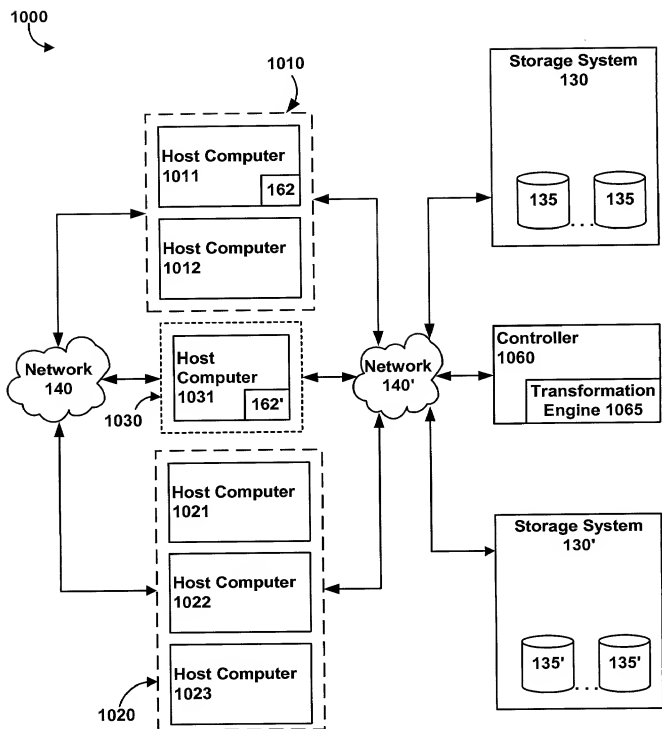 1000
1010
Host Computer
1011
162
Host Computer
1012
Network
140
Host
Computer
1031
162'
1030
Host Computer
1021
Host Computer
1022
Host Computer
1023
1020
Network
140'
Storage System
130
135
...
135
Controller
1060
Transformation
Engine 1065
Storage System
130'
135'
...
135'